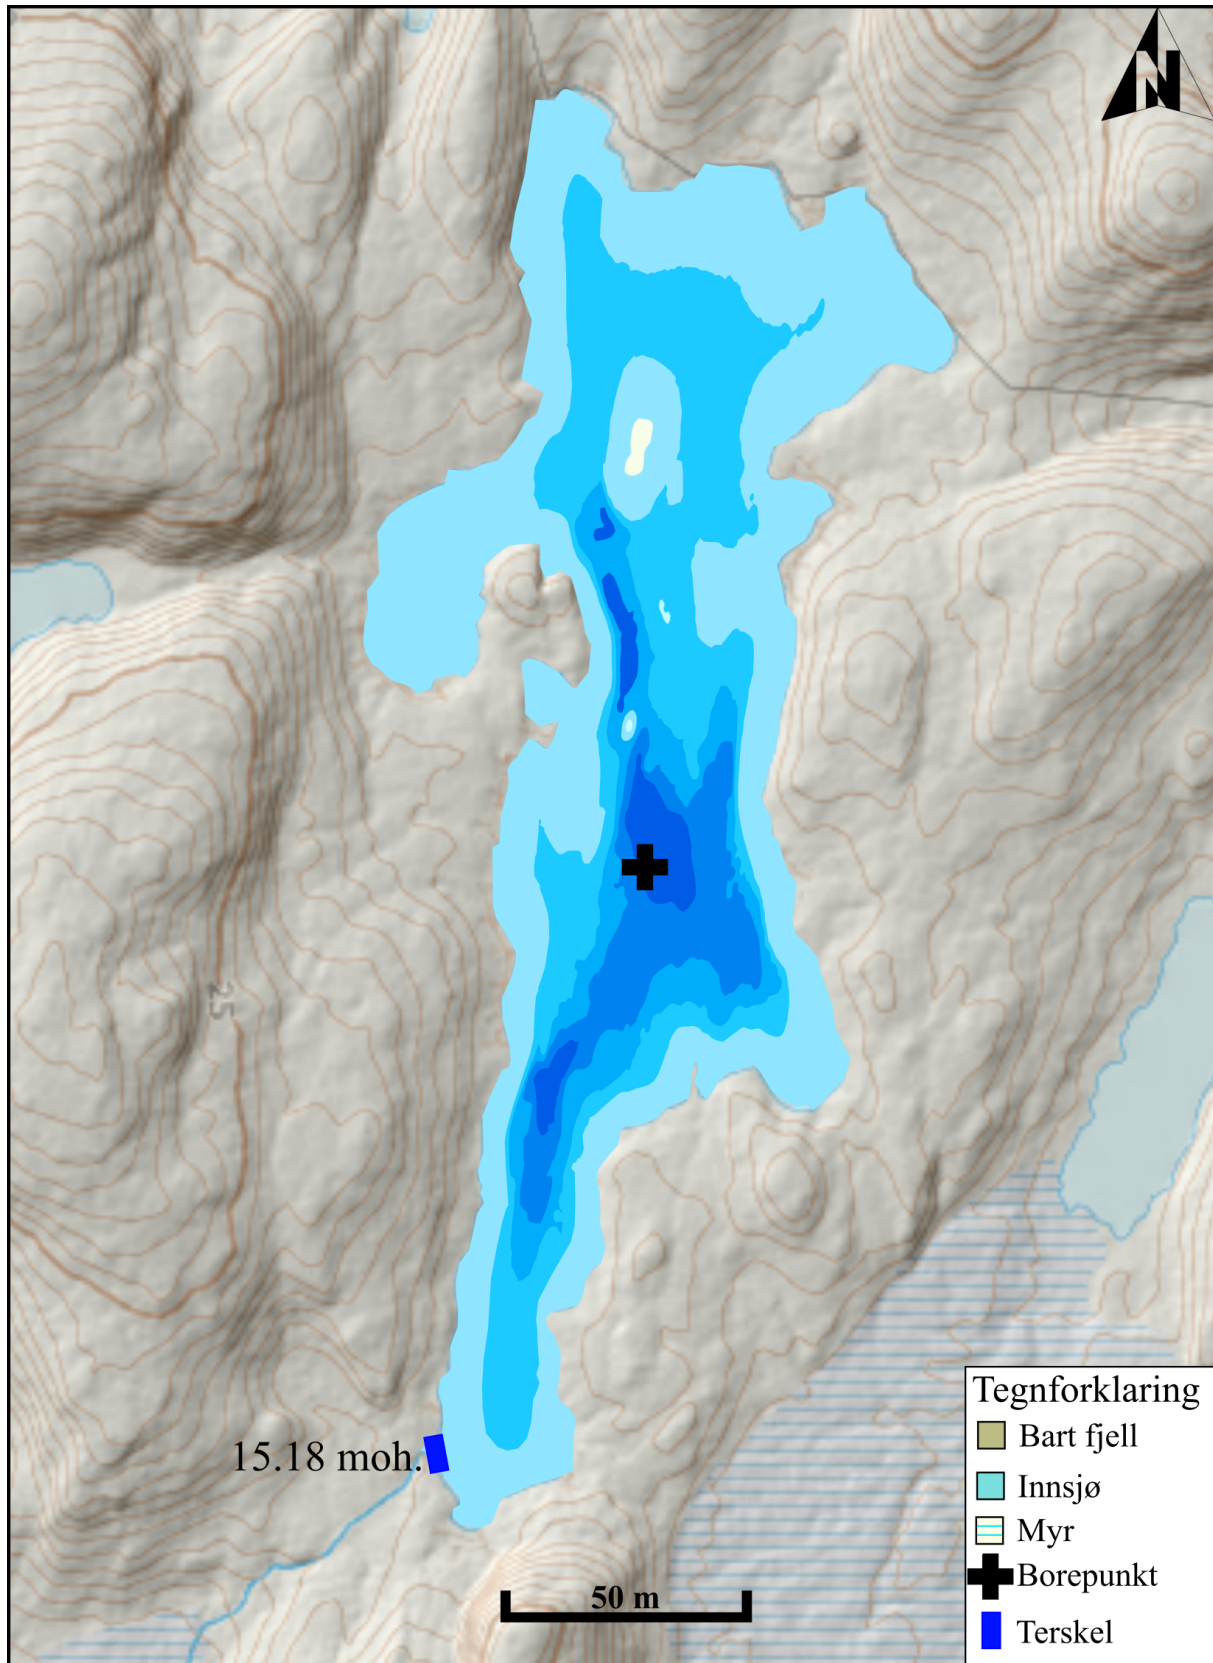 N
25
15.18 moh.
Tegnforklaring
Bart fjell
Innsjø
Myr
Borepunkt
Terskel
50 m